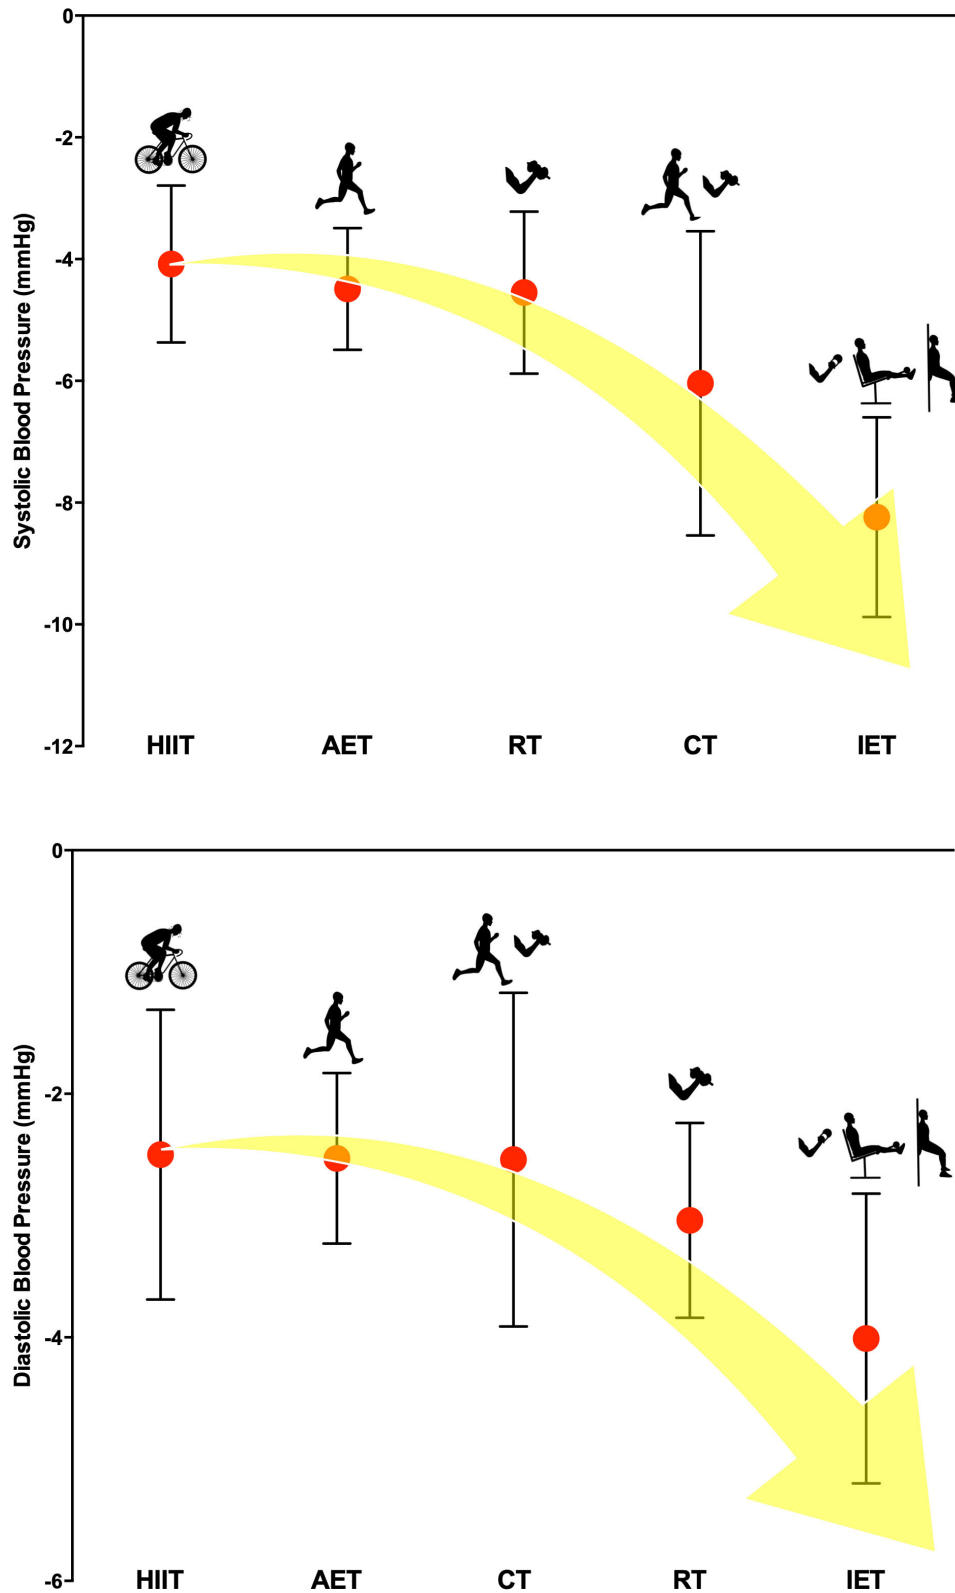 0
-2
-4
-6
-8
-10
-12
Systolic Blood Pressure (mmHg)
HIIT AET RT CT IET
0
-2
-4
-6
Diastolic Blood Pressure (mmHg)
HIIT AET CT RT IET